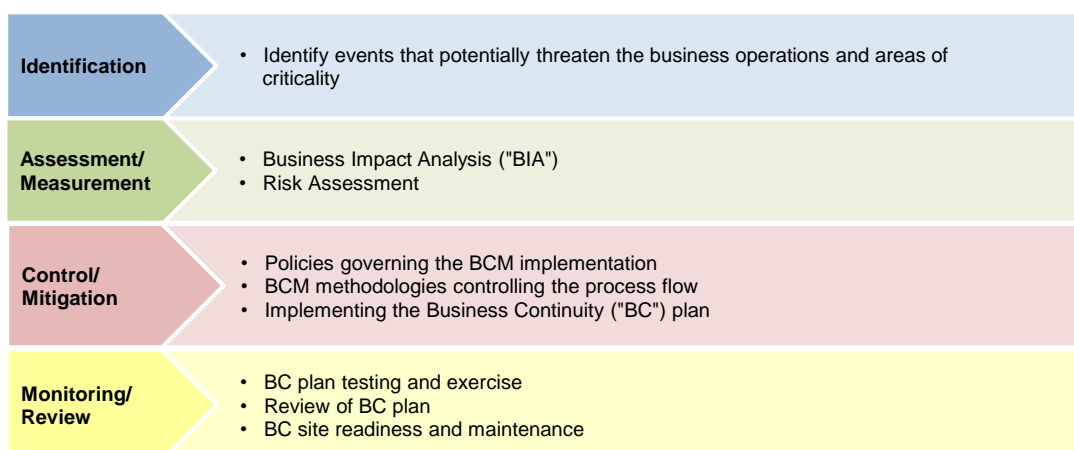 Identification
• Identify events that potentially threaten the business operations and areas of
criticality
Assessment/
Measurement
• Business Impact Analysis ("BIA")
• Risk Assessment
Control/
Mitigation
• Policies governing the BCM implementation
• BCM methodologies controlling the process flow
• Implementing the Business Continuity ("BC") plan
Monitoring/
Review
• BC plan testing and exercise
• Review of BC plan
• BC site readiness and maintenance